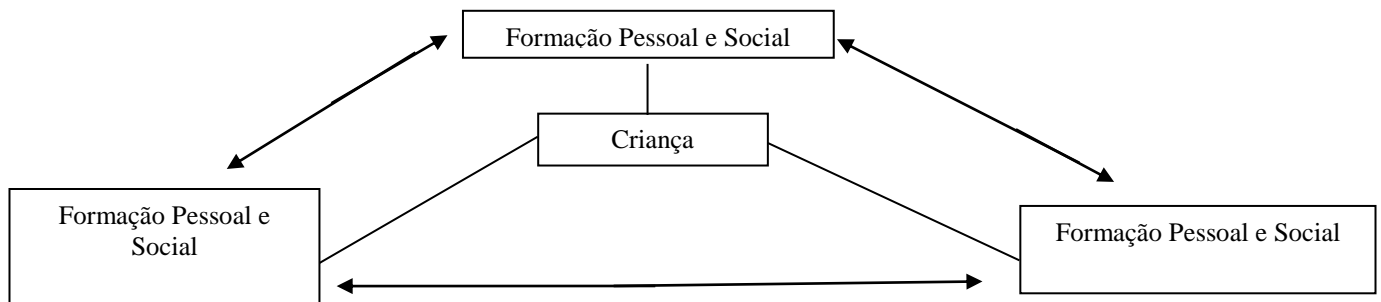 Formação Pessoal e Social
Criança
Formação Pessoal e
Social
Formação Pessoal e Social